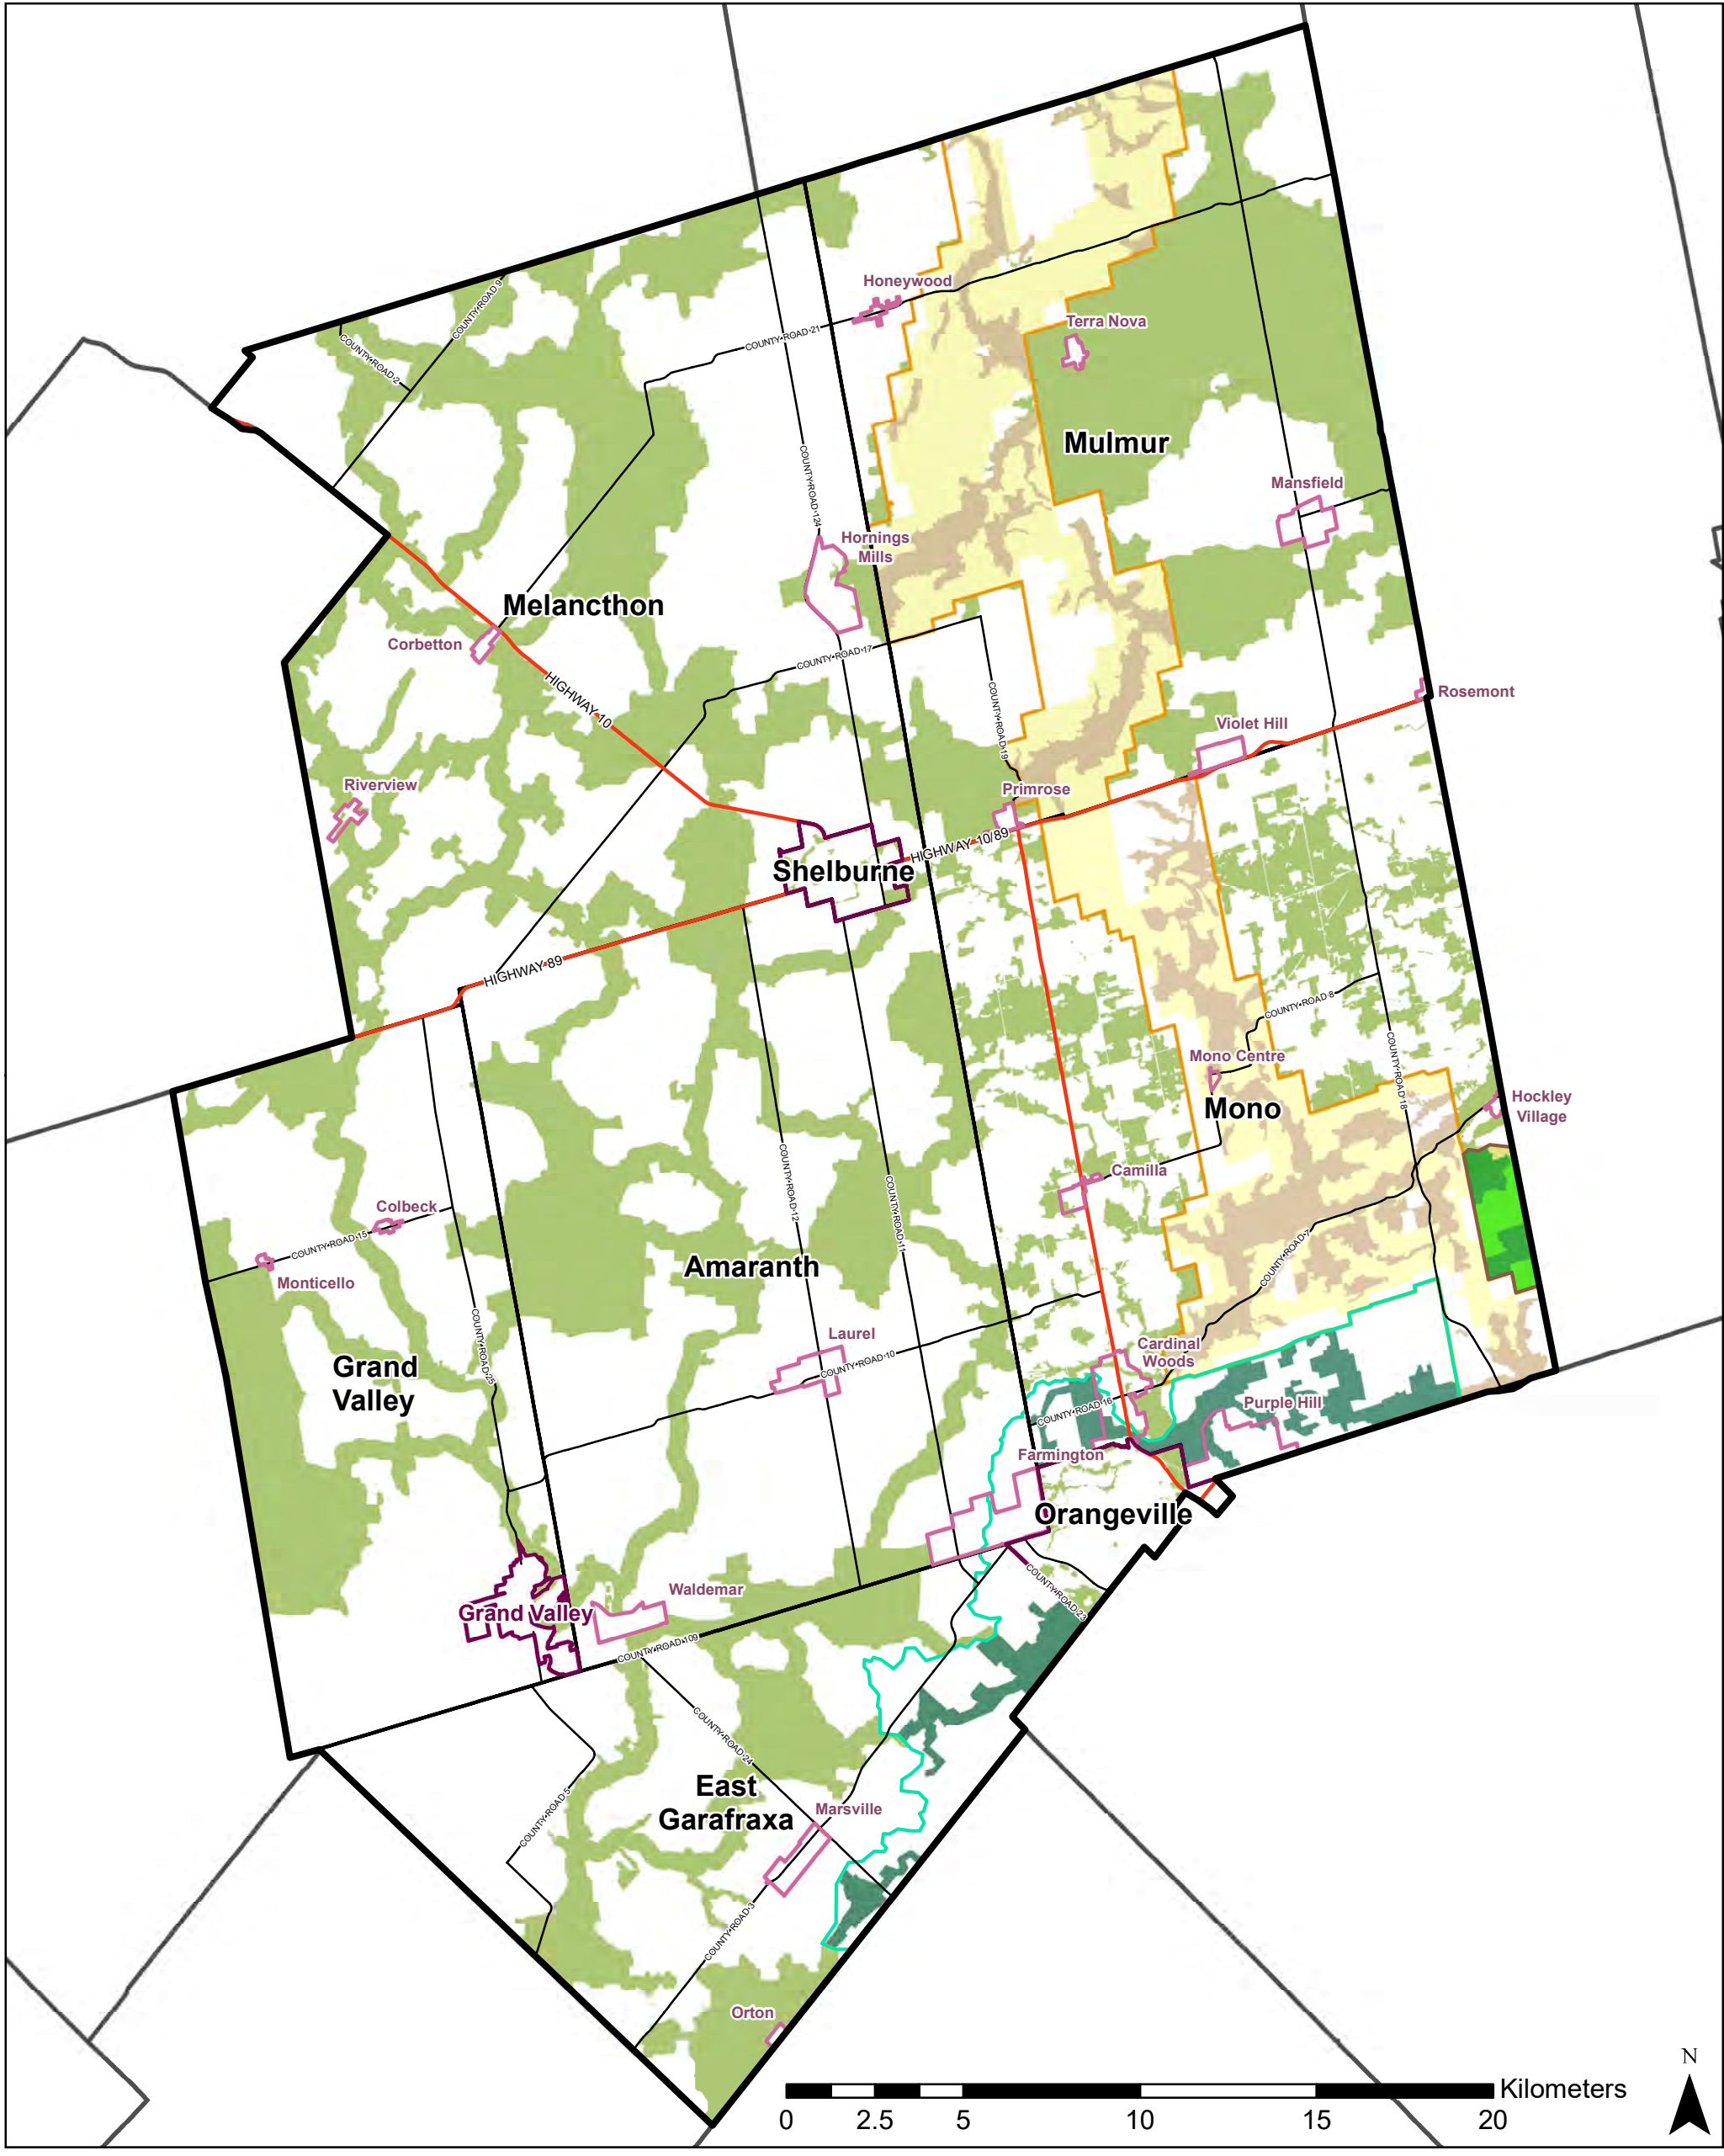 Honeywood
COUNTY ROAD 9
Terra Nova
COUNTY ROAD 21
COUNTY ROAD 2
Mulmur
Mansfield
COUNTY ROAD 124
Hornings
Mills
Melancthon
Corbetton
COUNTY ROAD 17
HIGHWAY 10
COUNTY ROAD 19
Rosemont
Violet Hill
Riverview
Primrose
HIGHWAY 10/89
Shelburne
HIGHWAY 89
COUNTY ROAD 8
Mono Centre
COUNTY ROAD 18
Hockley
Village
Mono
Camilla
COUNTY ROAD 12
COUNTY ROAD 11
Colbeck
COUNTY ROAD 15
Monticello
COUNTY ROAD 7
Amaranth
COUNTY ROAD 25
Laurel
Cardinal
Woods
COUNTY ROAD 10
Grand
Valley
COUNTY ROAD 16
Purple Hill
Farmington
Orangeville
COUNTY ROAD 23
Waldemar
Grand Valley
COUNTY ROAD 109
COUNTY ROAD 24
East
Garafraxa
Marsville
COUNTY ROAD 5
COUNTY ROAD 3
Orton
N
Kilometers
0 2.5 5 10 15 20